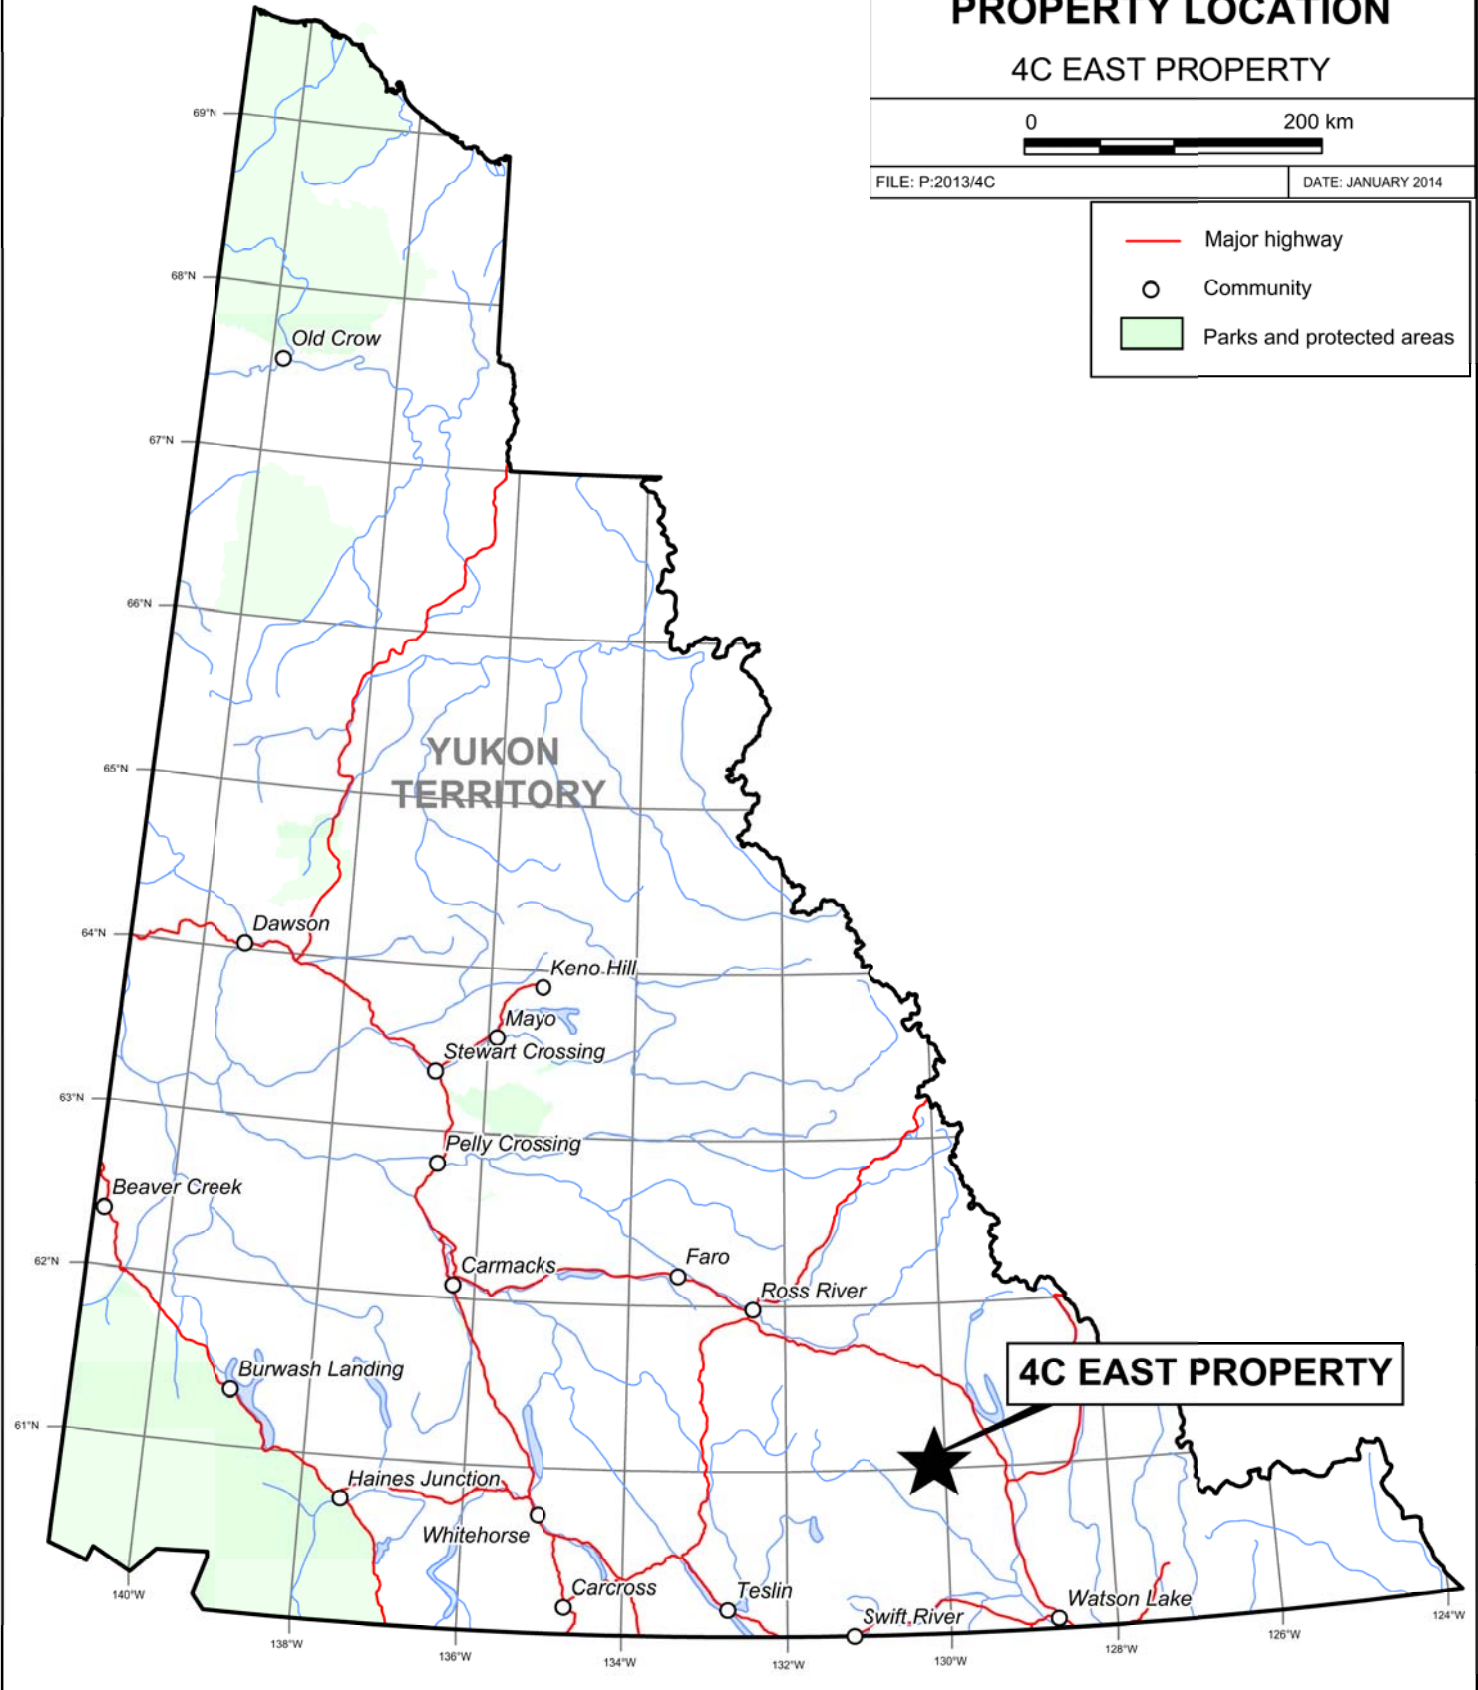 PROPERTY LOCATION
4C EAST PROPERTY
0 200 km
FILE: P:2013/4C DATE: JANUARY 2014
Major highway
Community
Parks and protected areas
69°N
68°N
Old Crow
67°N
66°N
YUKON
TERRITORY
65°N
Dawson
64°N
Keno Hill
Mayo
Stewart Crossing
63°N
Pelly Crossing
Beaver Creek
62°N
Carmacks
Faro
Ross River
4C EAST PROPERTY
Burwash Landing
61°N
Haines Junction
Whitehorse
Carcross
Teslin
Swift River
Watson Lake
140°W
138°W
136°W
134°W
132°W
130°W
128°W
126°W
124°W